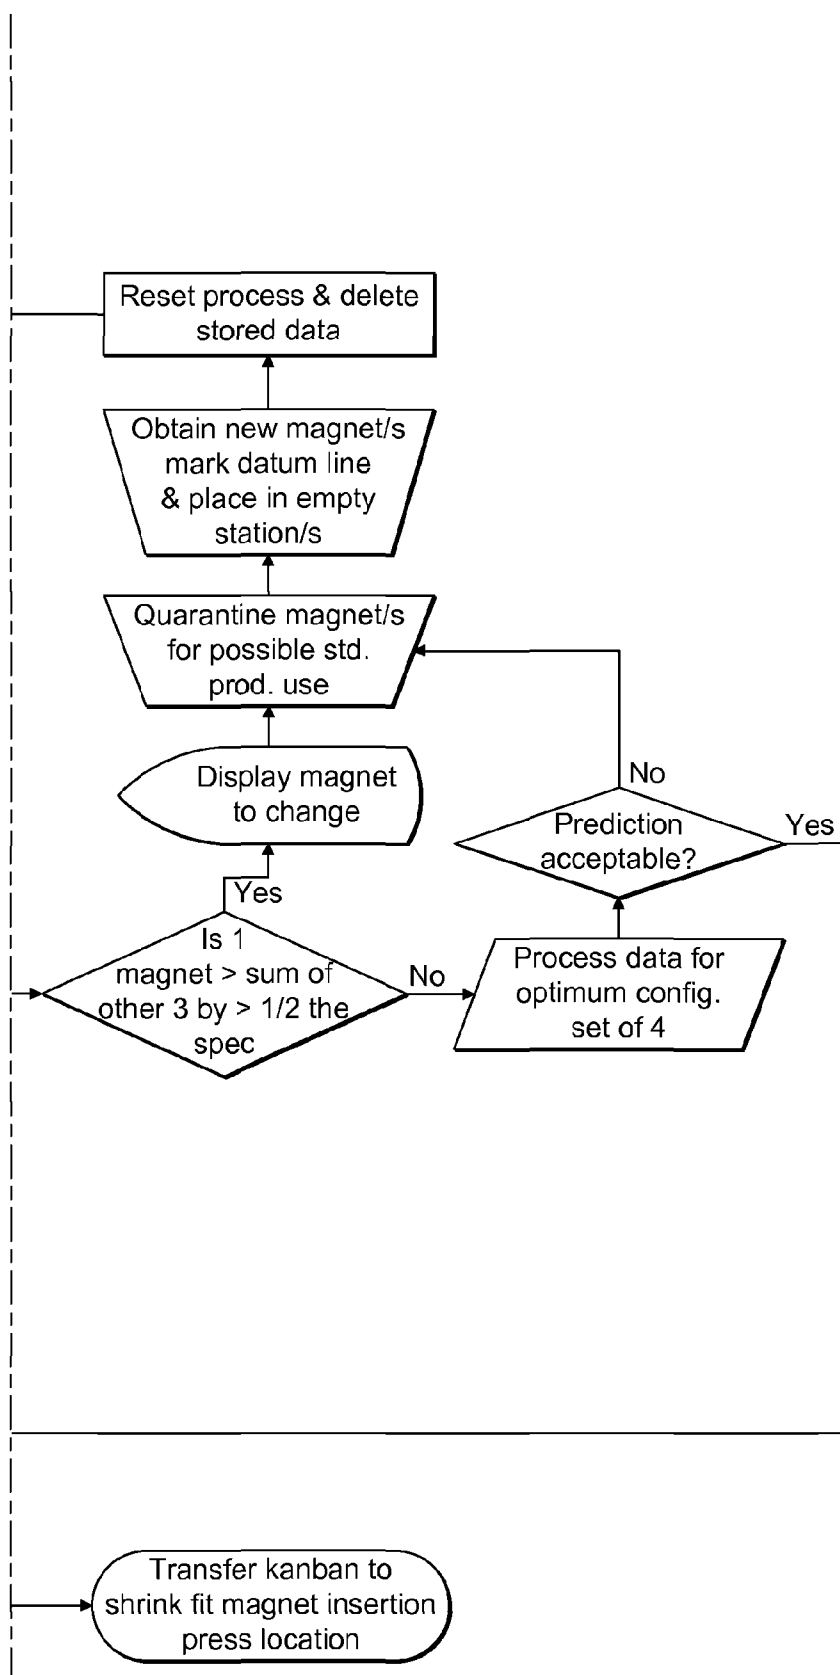 Reset process & delete
stored data
Obtain new magnet/s
mark datum line
& place in empty
station/s
Quarantine magnet/s
for possible std.
prod. use
No
Display magnet
to change
Prediction
acceptable?
Yes
Yes
Is 1
magnet > sum of
other 3 by > 1/2 the
spec
No
Process data for
optimum config.
set of 4
Transfer kanban to
shrink fit magnet insertion
press location